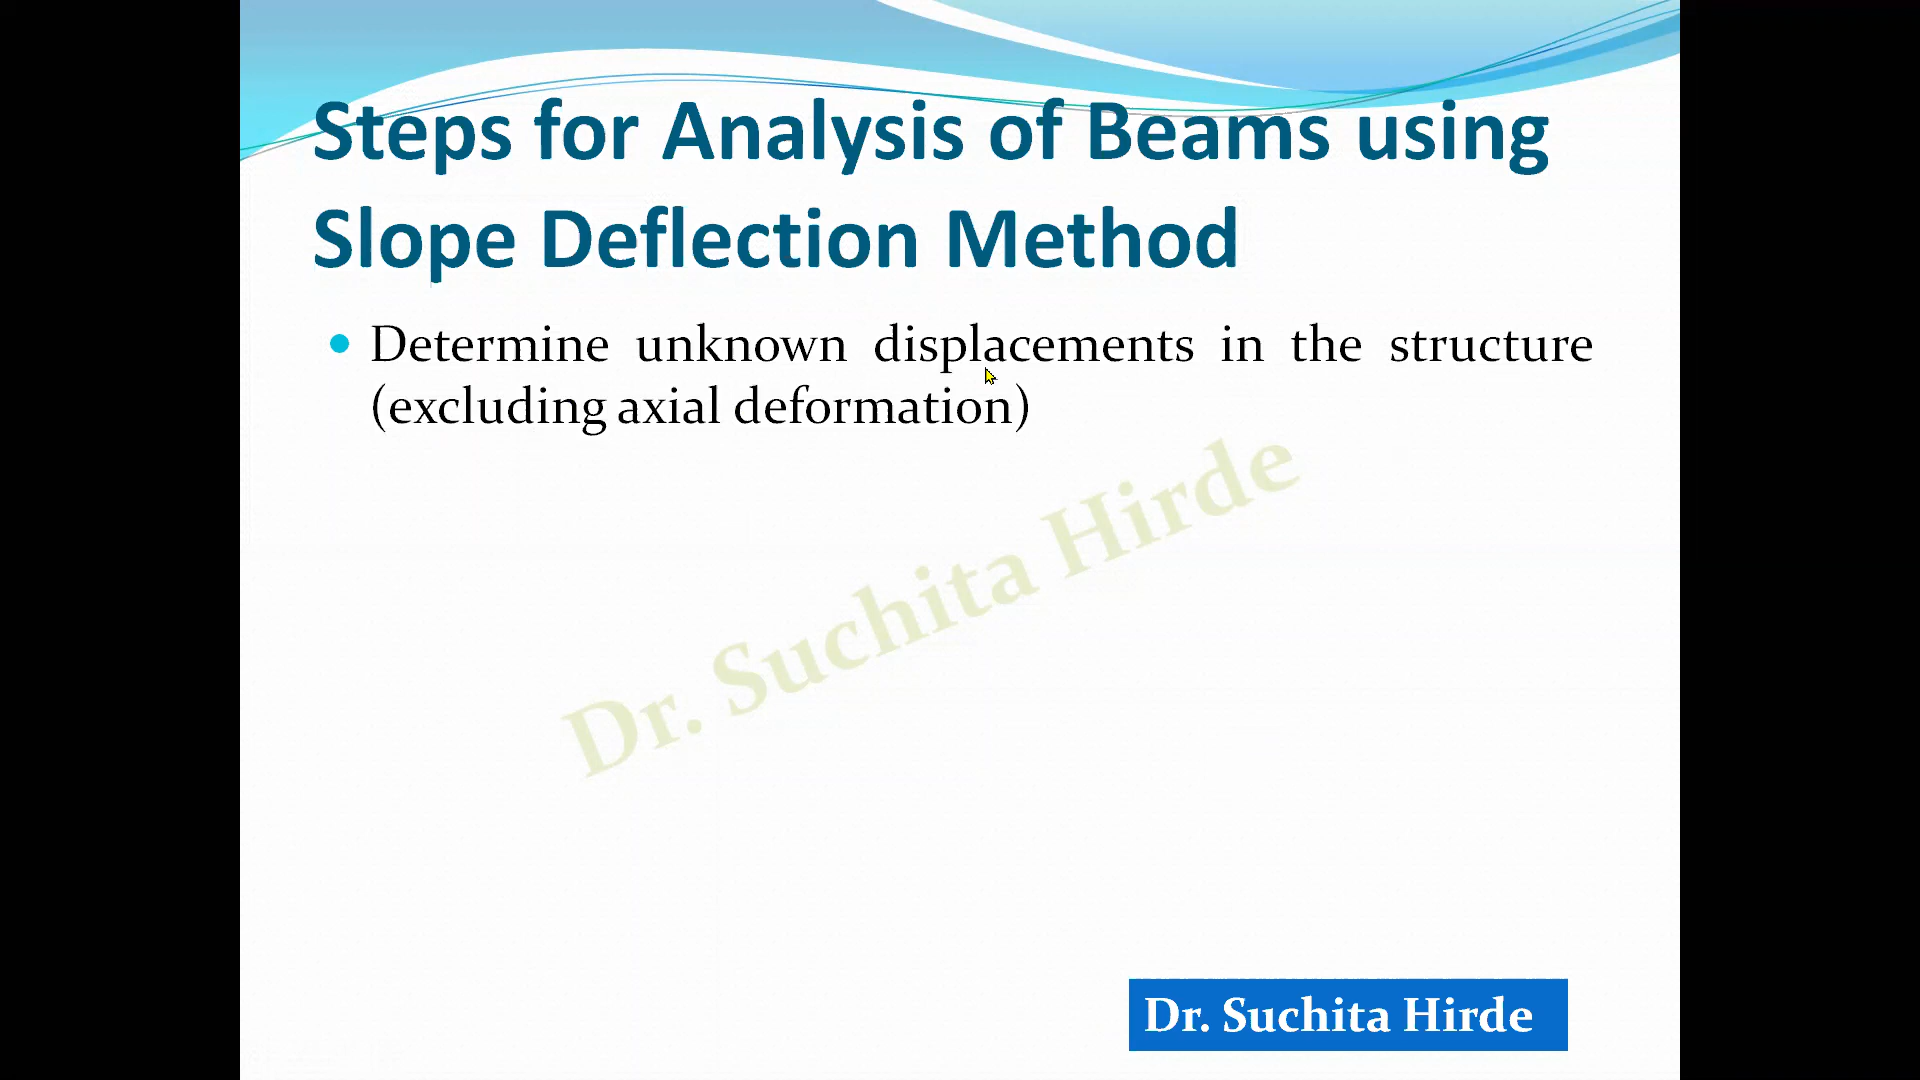 Steps for Analysis of Beams using
Slope Deflection Method
Determine unknown displacements in the structure
(excluding axial deformation)
Dr. Suchita Hirde
Dr. Suchita Hirde